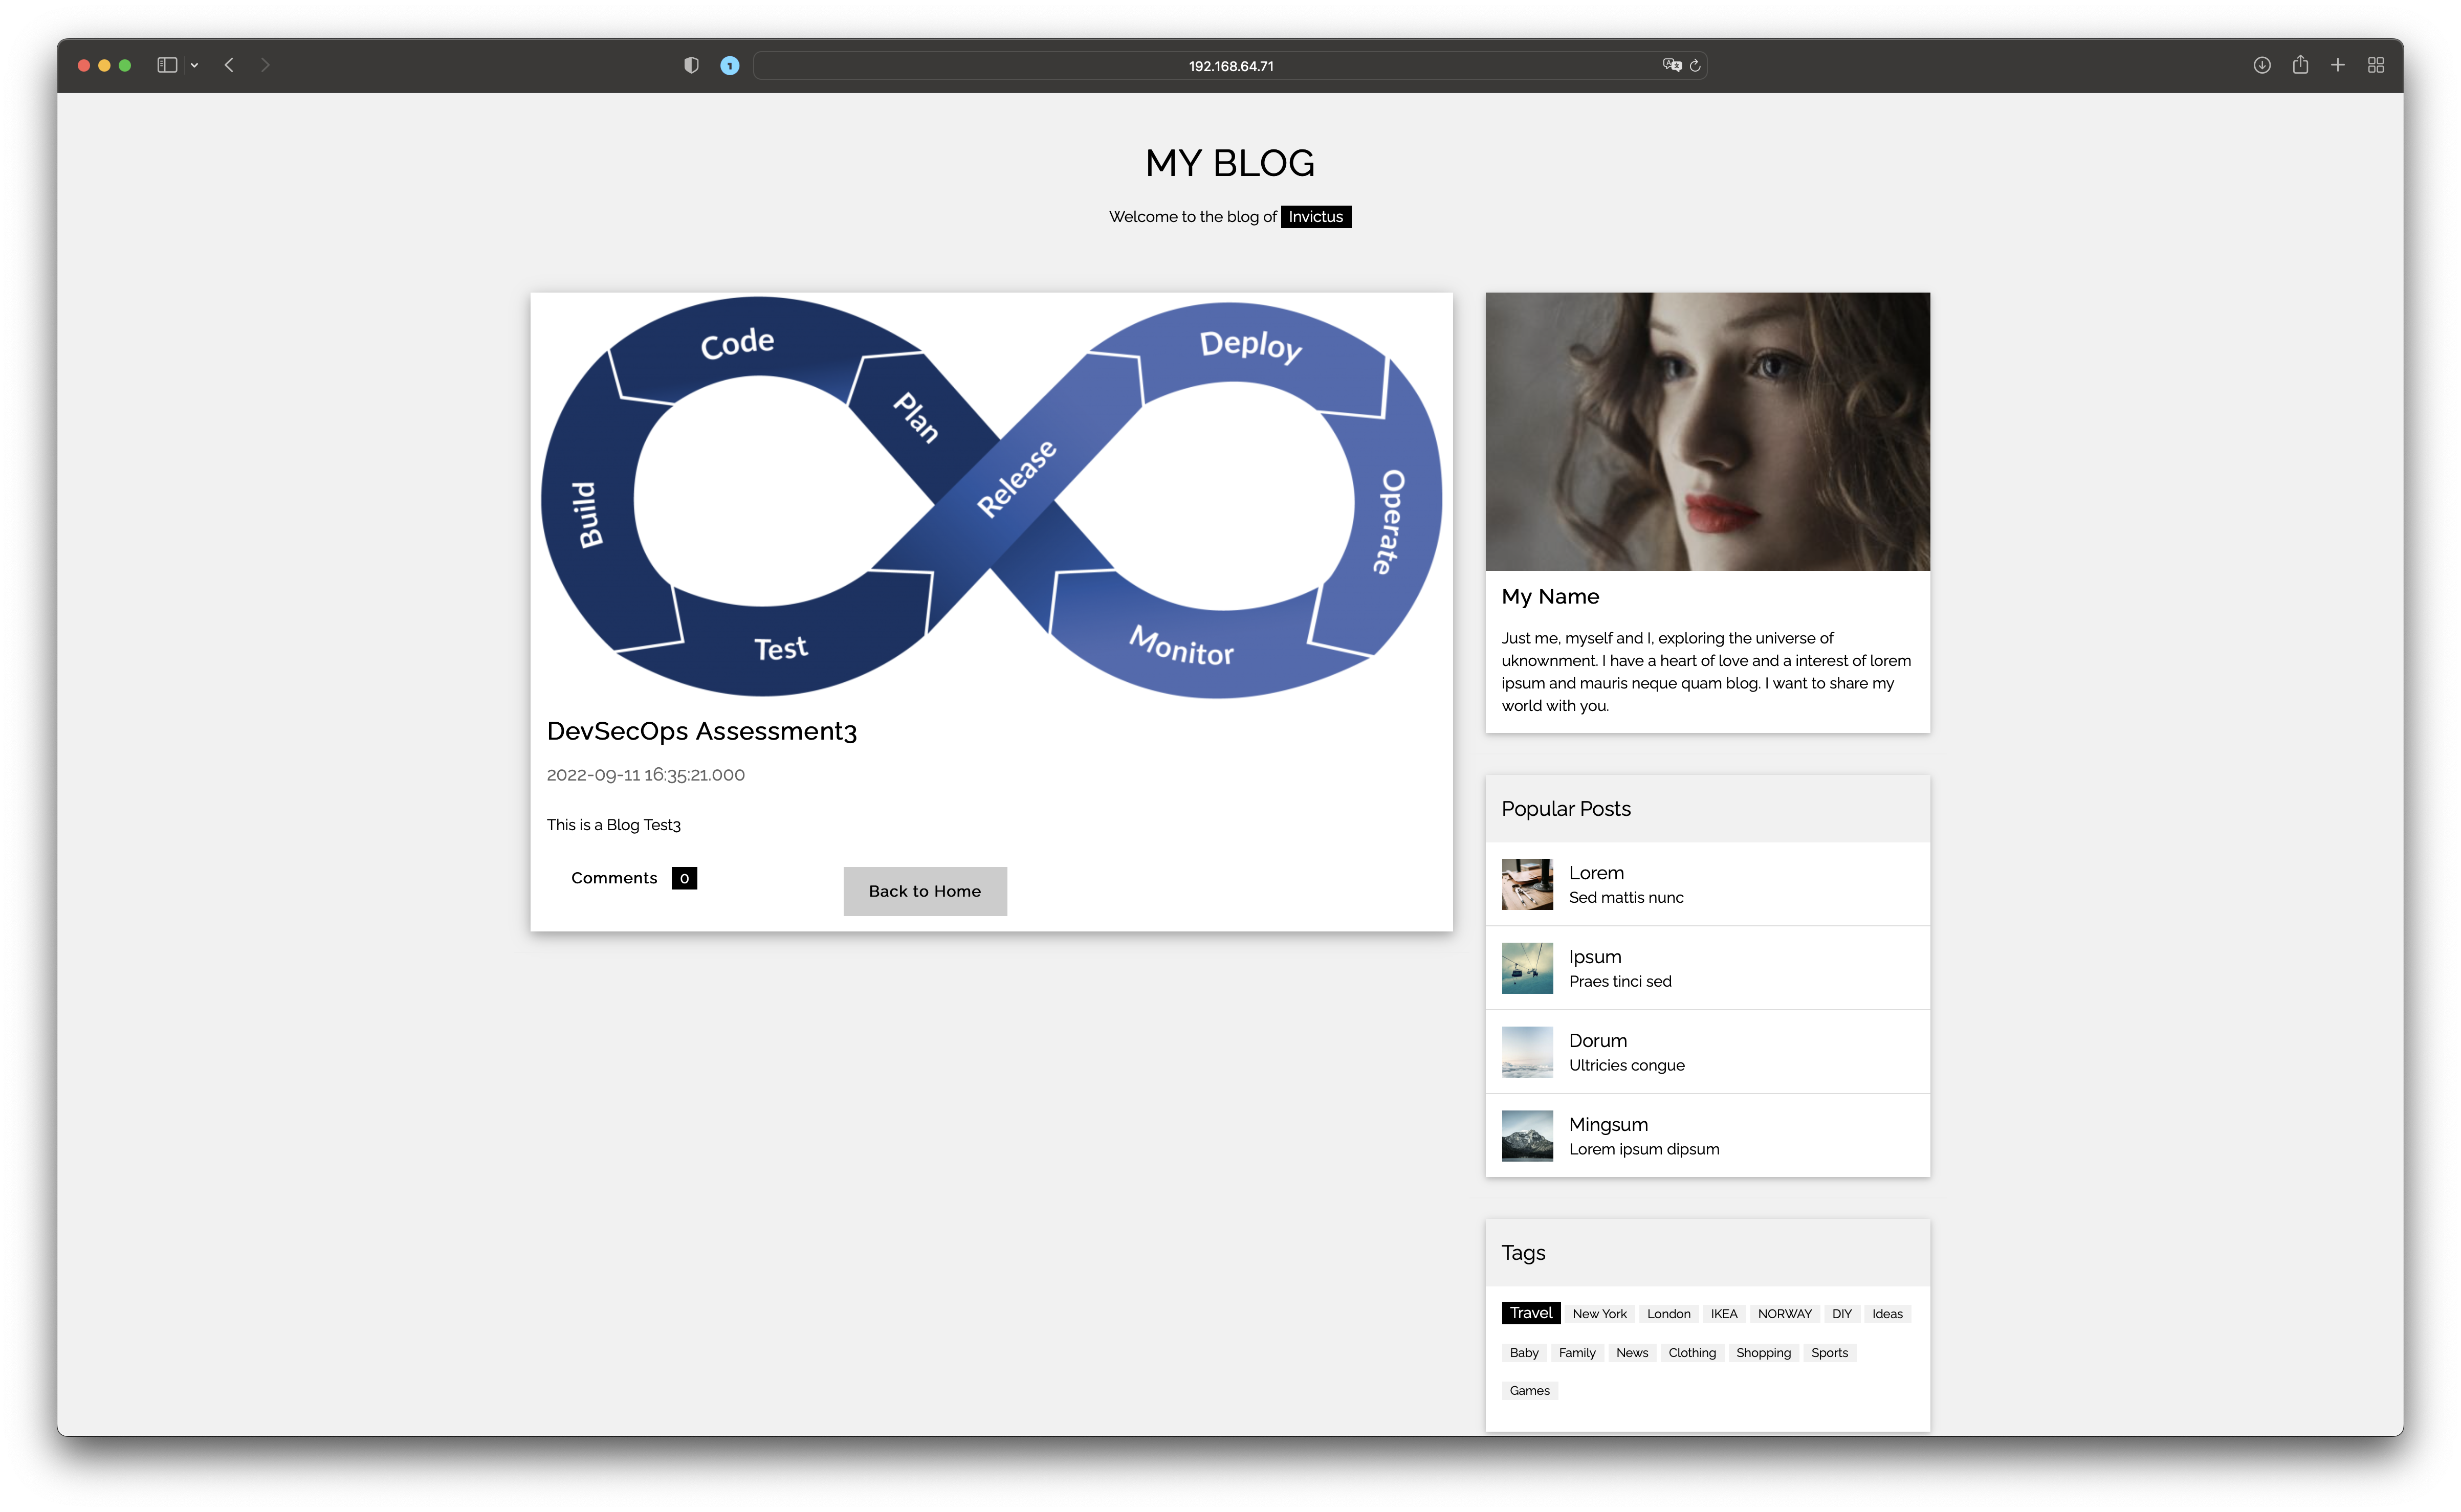 192.168.64.71
MY BLOG
Welcome to the blog of Invictus
Code
Plan
Build
Test
Release
Deploy
Operate
Monitor
DevSecOps Assessment3
2022-09-11 16:35:21.000
This is a Blog Test3
Comments 0
Back to Home
My Name
Just me, myself and I, exploring the universe of
uknownment. I have a heart of love and a interest of lorem
ipsum and mauris neque quam blog. I want to share my
world with you.
Popular Posts
Lorem
Sed mattis nunc
Ipsum
Praes tinci sed
Dorum
Ultricies congue
Mingsum
Lorem ipsum dipsum
Tags
Travel New York London IKEA NORWAY DIY Ideas
Baby Family News Clothing Shopping Sports
Games